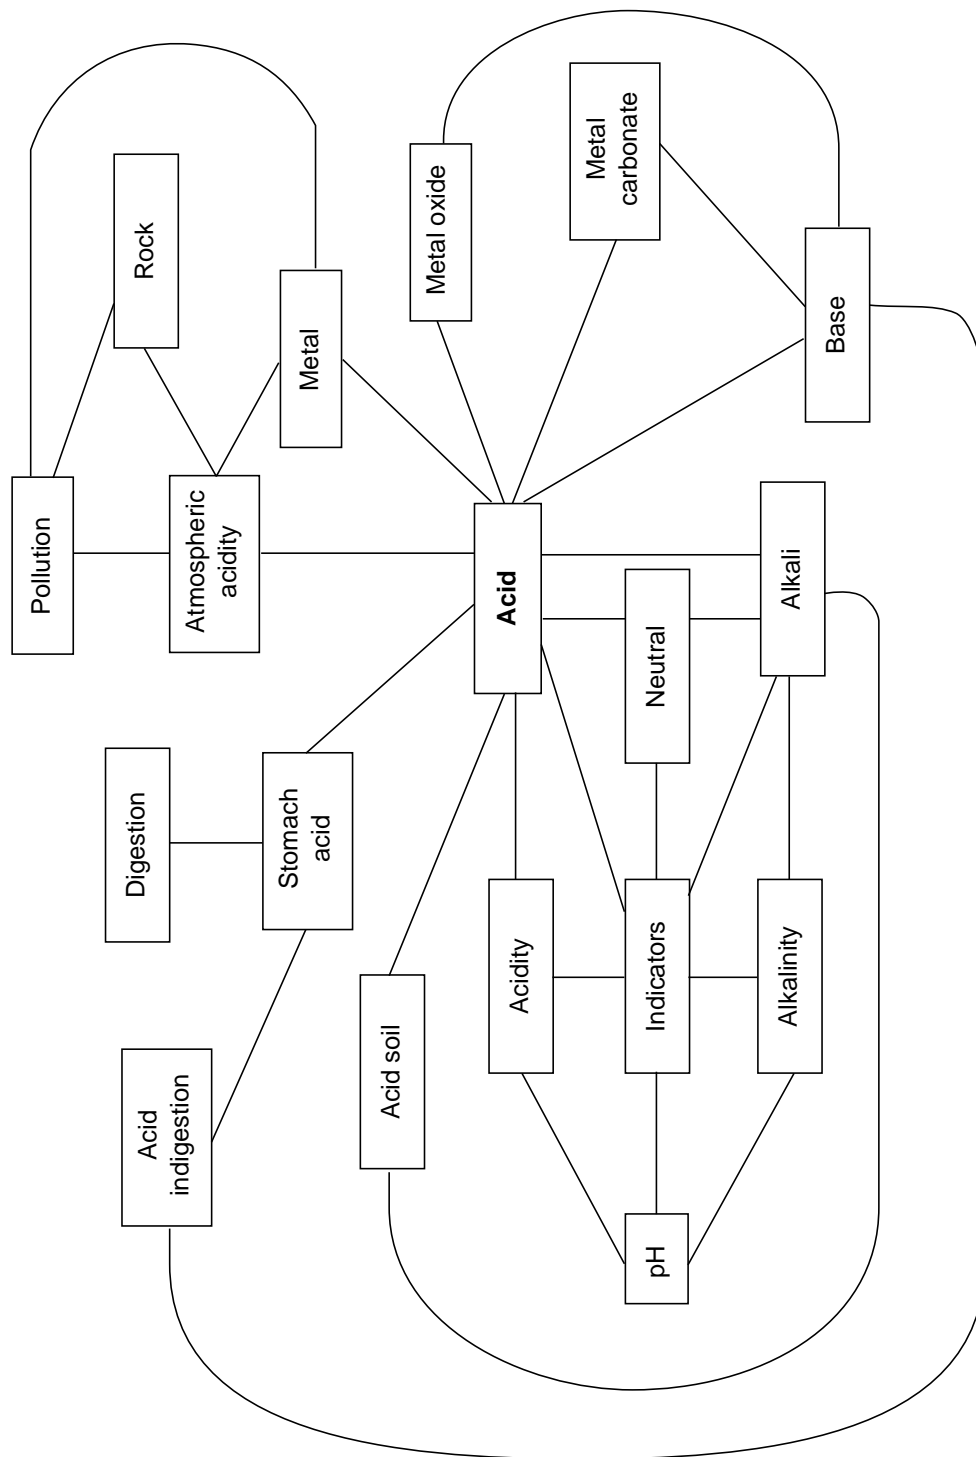 Acid
indigestion
Digestion
Pollution
Rock
Stomach
acid
Atmospheric
acidity
Metal
Acid soil
Metal oxide
Acidity
Acid
Metal
carbonate
pH
Indicators
Neutral
Alkalinity
Alkali
Base